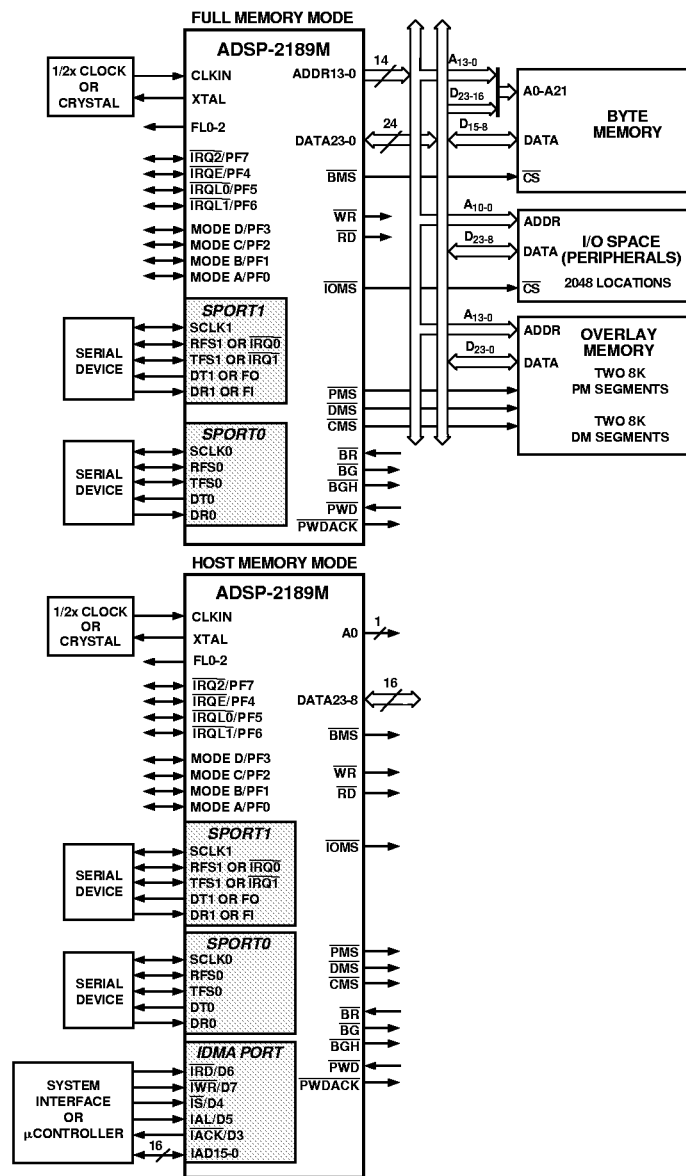 FULL MEMORY MODE
ADSP-2189M
1/2x CLOCK
OR
CRYSTAL
CLKIN
XTAL
FL0-2
IRQ2/PF7
IRQE/PF4
IRQL0/PF5
IRQL1/PF6
MODE D/PF3
MODE C/PF2
MODE B/PF1
MODE A/PF0
SERIAL
DEVICE
SPORT1
SCLK1
RFS1 OR IRQ0
TFS1 OR IRQ1
DT1 OR FO
DR1 OR FI
SERIAL
DEVICE
SPORT0
SCLK0
RFS0
TFS0
DT0
DR0
ADDR13-0
14
DATA23-0
24
BMS
WR
RD
IOMS
PMS
DMS
CMS
BR
BG
BGH
PWD
PWDACK
A13-0
D23-16
D15-8
A0-A21
DATA
CS
BYTE
MEMORY
A10-0
D23-8
ADDR
DATA
CS
I/O SPACE
(PERIPHERALS)
2048 LOCATIONS
A13-0
D23-0
ADDR
DATA
OVERLAY
MEMORY
TWO 8K
PM SEGMENTS
TWO 8K
DM SEGMENTS
HOST MEMORY MODE
ADSP-2189M
1/2x CLOCK
OR
CRYSTAL
CLKIN
XTAL
FL0-2
IRQ2/PF7
IRQE/PF4
IRQL0/PF5
IRQL1/PF6
MODE D/PF3
MODE C/PF2
MODE B/PF1
MODE A/PF0
SERIAL
DEVICE
SPORT1
SCLK1
RFS1 OR IRQ0
TFS1 OR IRQ1
DT1 OR FO
DR1 OR FI
SERIAL
DEVICE
SPORT0
SCLK0
RFS0
TFS0
DT0
DR0
SYSTEM
INTERFACE
OR
µCONTROLLER
IDMA PORT
IRD/D6
IWR/D7
IS/D4
IAL/D5
IACK/D3
16
IAD15-0
A0
1
DATA23-8
16
BMS
WR
RD
IOMS
PMS
DMS
CMS
BR
BG
BGH
PWD
PWDACK